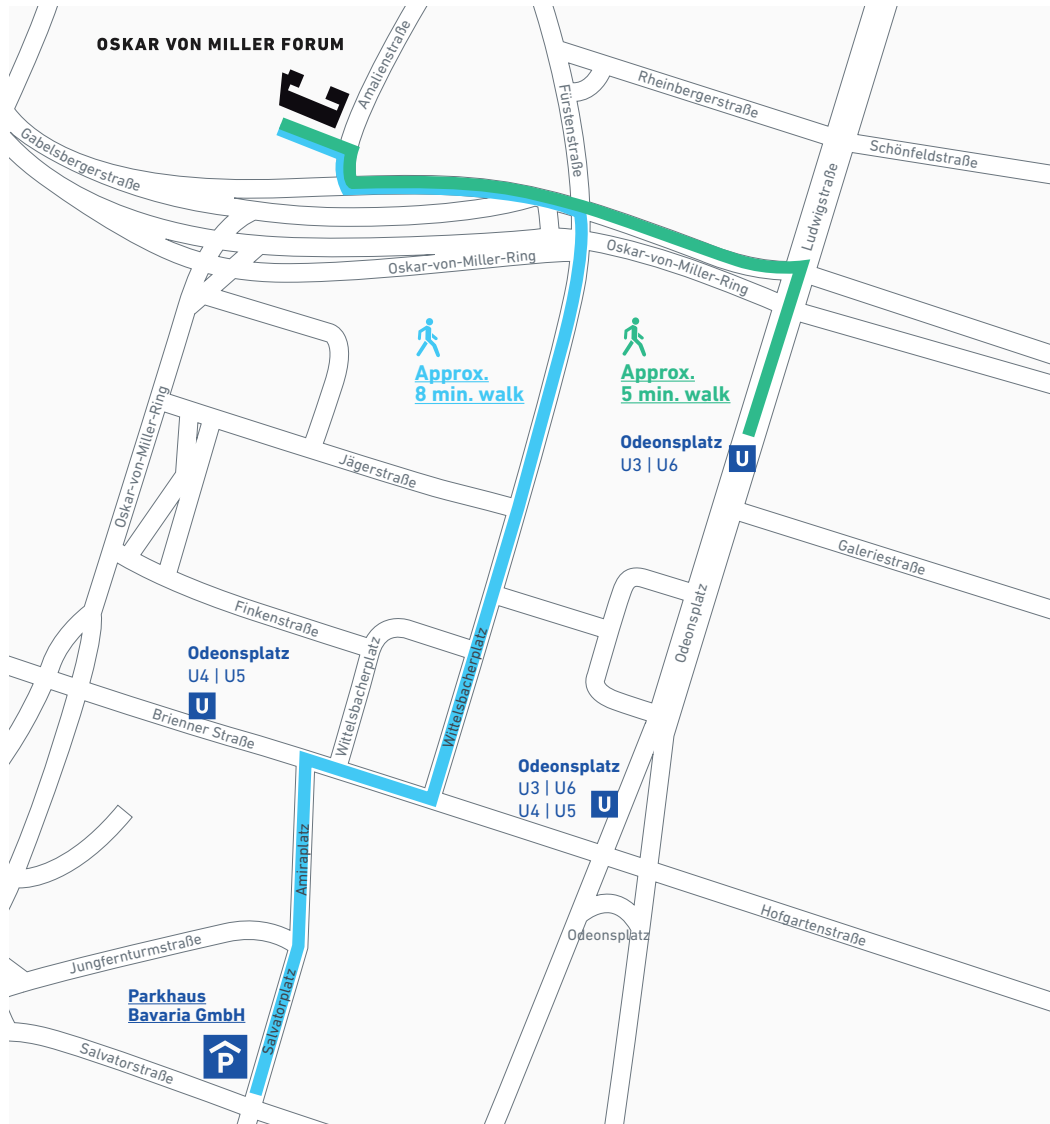 OSKAR VON MILLER FORUM
Amalienstraße
Fürstenstraße
Rheinbergerstraße
Schönfeldstraße
Gabelsbergerstraße
Ludwigstraße
Oskar-von-Miller-Ring
Oskar-von-Miller-Ring
Approx.
8 min. walk
Approx.
5 min. walk
Odeonsplatz
U3 | U6
U
Oskar-von-Miller-Ring
Jägerstraße
Galeriestraße
Finkenstraße
Odeonsplatz
Odeonsplatz
U4 | U5
U
Wittelsbacherplatz
Wittelsbacherplatz
Brienner Straße
Odeonsplatz
U3 | U6
U4 | U5
U
Amiraplatz
Hofgartenstraße
Odeonsplatz
Jungfernturmstraße
Parkhaus
Bavaria GmbH
P
Salvatorplatz
Salvatorstraße